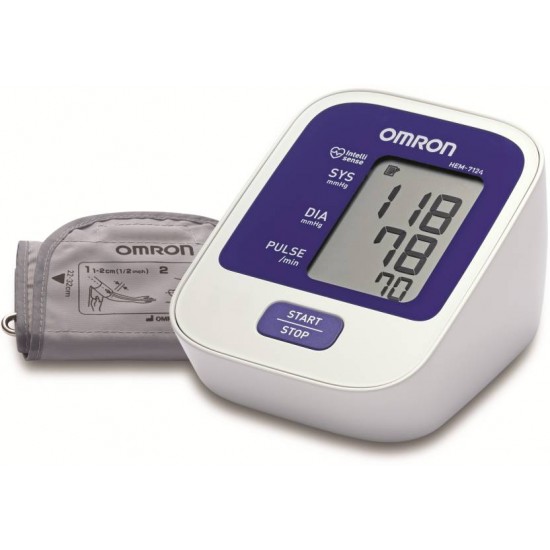 OMRON
HEM-7124
Intelli
sense
SYS
mmHg
118
DIA
mmHg
78
PULSE
/min
70
START
STOP
OMRON
22-32cm
1 1-2cm (1/2 inch) 2